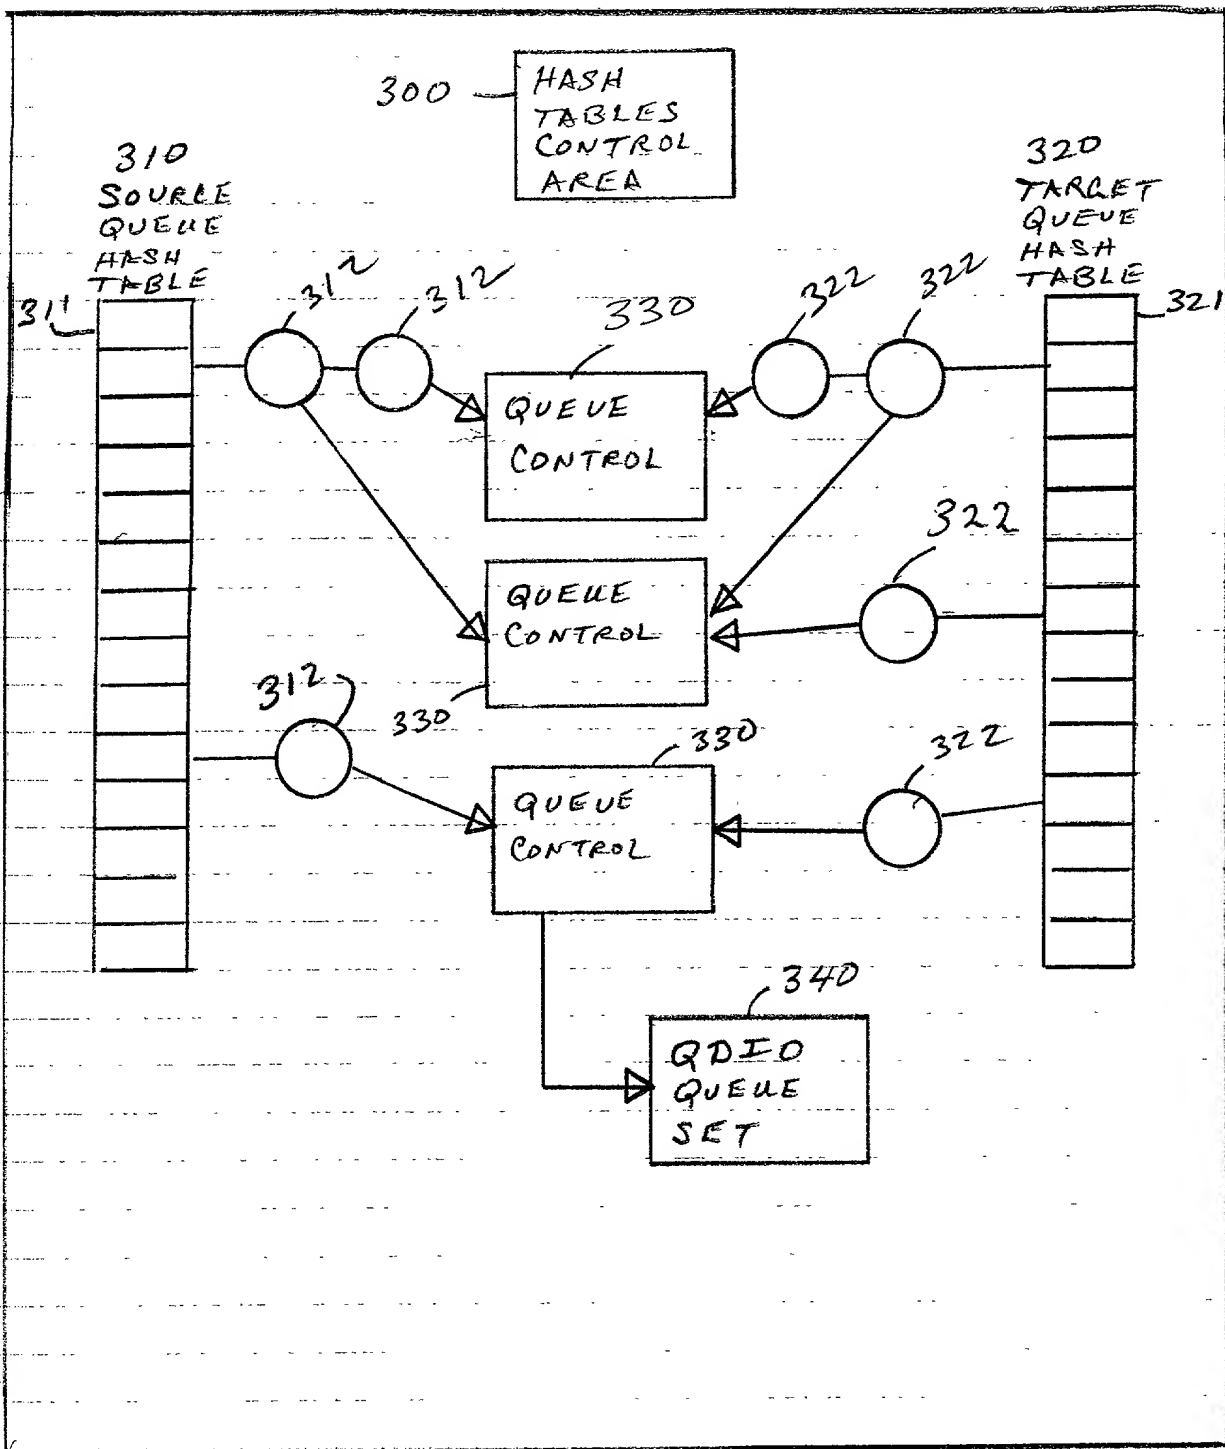 300
HASH
TABLES
CONTROL
AREA
310
SOURCE
QUEUE
HASH
TABLE
320
TARGET
QUEUE
HASH
TABLE
311
312
312
330
322
322
321
QUEUE
CONTROL
322
QUEUE
CONTROL
312
330
330
322
QUEUE
CONTROL
340
QDIO
QUEUE
SET